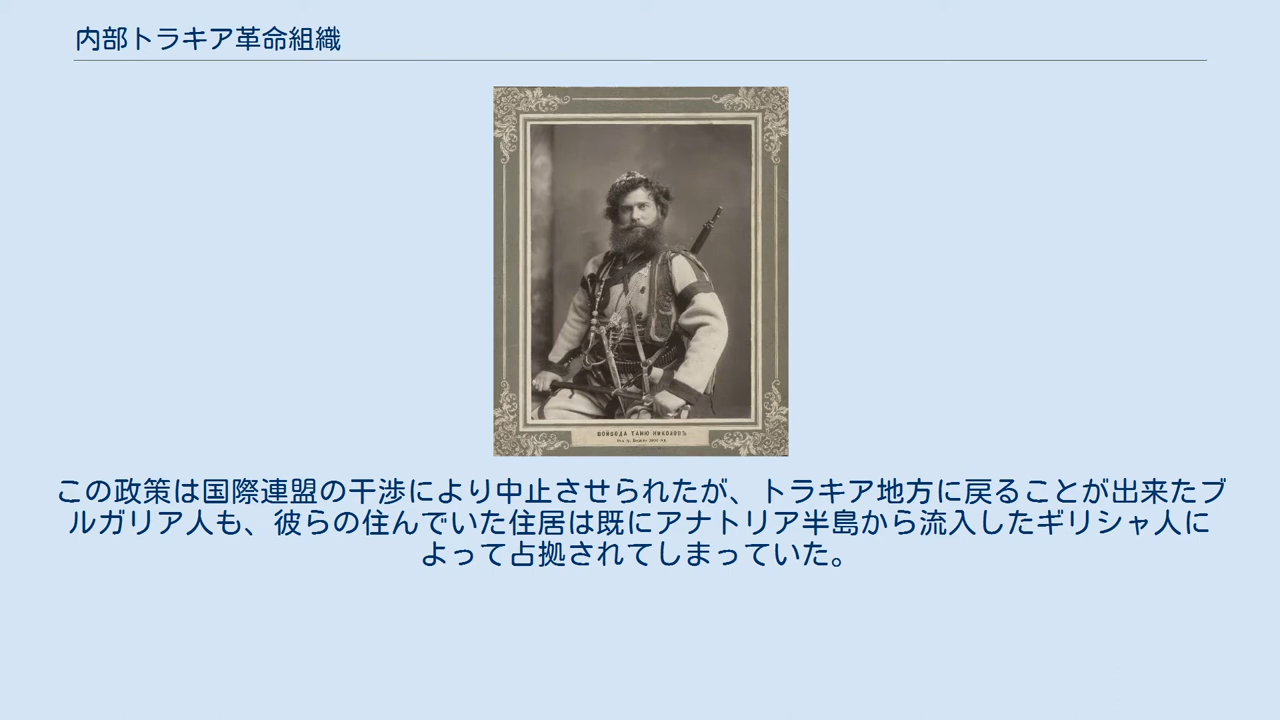 内部トラキア革命組織
ВОЙВОДА ТАНЮ НИКОЛОВЪ
この政策は国際連盟の干渉により中止させられたが、トラキア地方に戻ることが出来たブ
ルガリア人も、彼らの住んでいた住居は既にアナトリア半島から流入したギリシャ人に
よって占拠されてしまっていた。